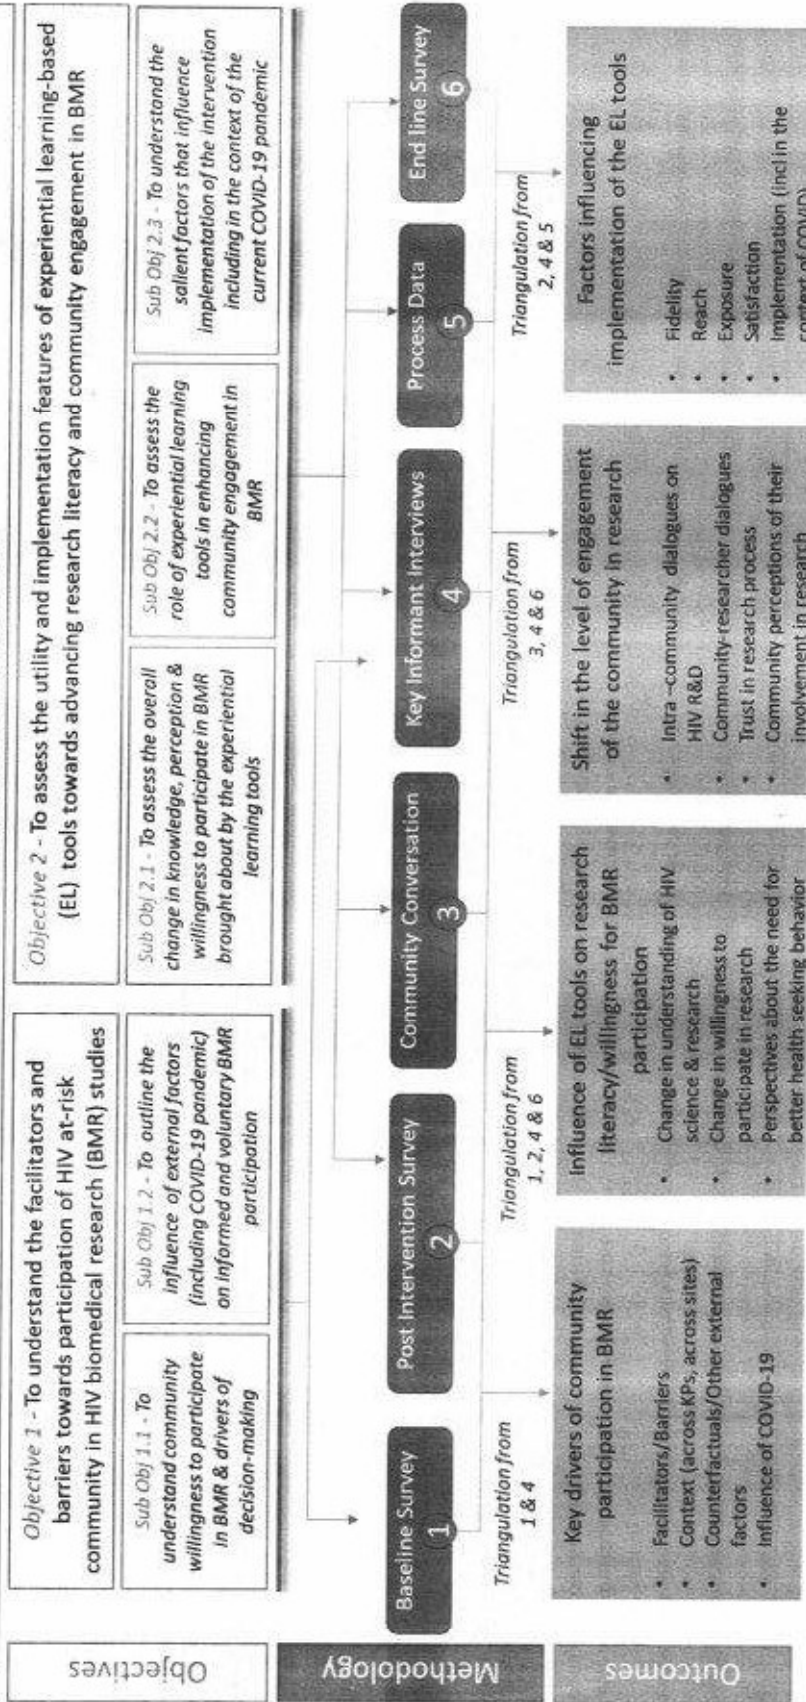 Objectives
Objective 1 - To understand the facilitators and
barriers towards participation of HIV at-risk
community in HIV biomedical research (BMR) studies
Objective 2 - To assess the utility and implementation features of experiential learning-based
(EL) tools towards advancing research literacy and community engagement in BMR
Sub Obj 1.1 - To
understand community
willingness to participate
in BMR & drivers of
decision-making
Sub Obj 1.2 - To outline the
influence of external factors
(including COVID-19 pandemic)
on informed and voluntary BMR
participation
Sub Obj 2.1 - To assess the overall
change in knowledge, perception &
willingness to participate in BMR
brought about by the experiential
learning tools
Sub Obj 2.2 - To assess the
role of experiential learning
tools in enhancing
community engagement in
BMR
Sub Obj 2.3 - To understand the
salient factors that influence
implementation of the intervention
including in the context of the
current COVID-19 pandemic
Methodology
Baseline Survey
1
Post Intervention Survey
2
Community Conversation
3
Key Informant Interviews
4
Process Data
5
End line Survey
6
Triangulation from
1 & 4
Triangulation from
1, 2, 4 & 6
Triangulation from
3, 4 & 6
Triangulation from
2, 4 & 5
Outcomes
Key drivers of community
participation in BMR
• Facilitators/Barriers
• Context (across KPs, across sites)
• Counterfactuals/Other external
factors
• Influence of COVID-19
Influence of EL tools on research
literacy/willingness for BMR
participation
• Change in understanding of HIV
science & research
• Change in willingness to
participate in research
• Perspectives about the need for
better health seeking behavior
Shift in the level of engagement
of the community in research
• Intra –community dialogues on
HIV R&D
• Community-researcher dialogues
• Trust in research process
• Community perceptions of their
involvement in research
Factors influencing
implementation of the EL tools
• Fidelity
• Reach
• Exposure
• Satisfaction
• Implementation (incl in the
context of COVID)